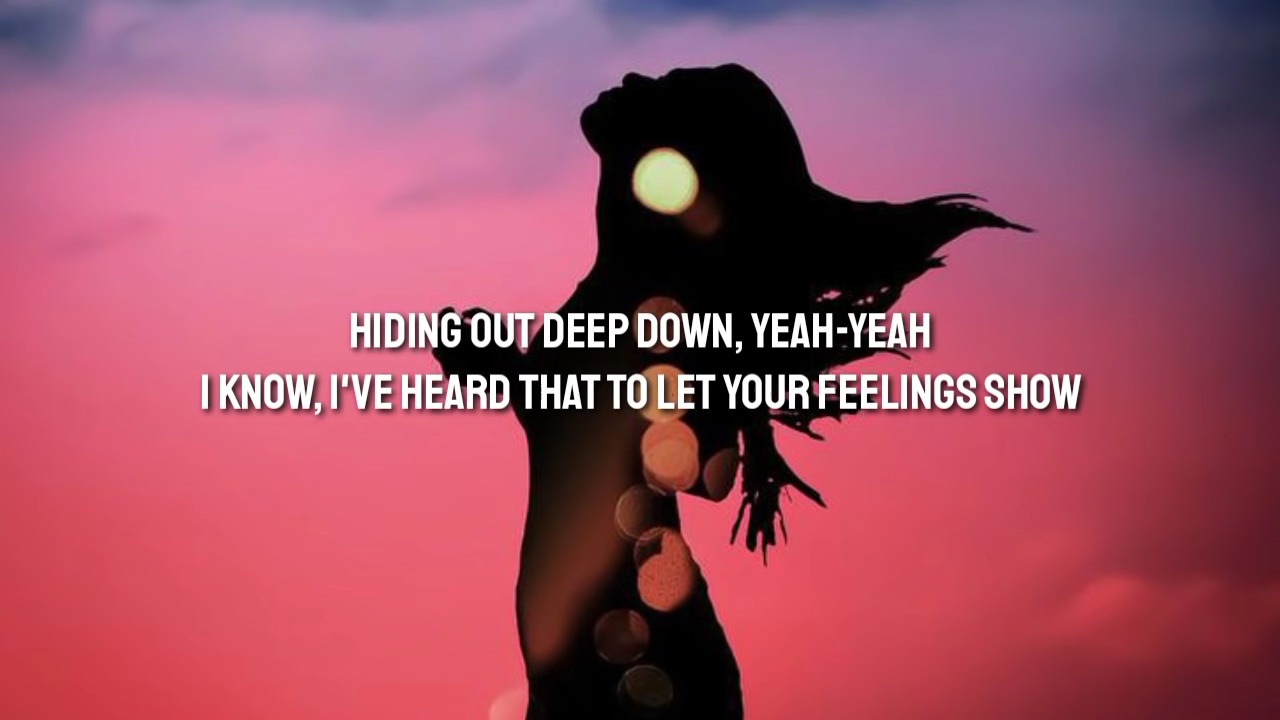 HIDING OUT DEEP DOWN, YEAH-YEAH
I KNOW, I'VE HEARD THAT TO LET YOUR FEELINGS SHOW